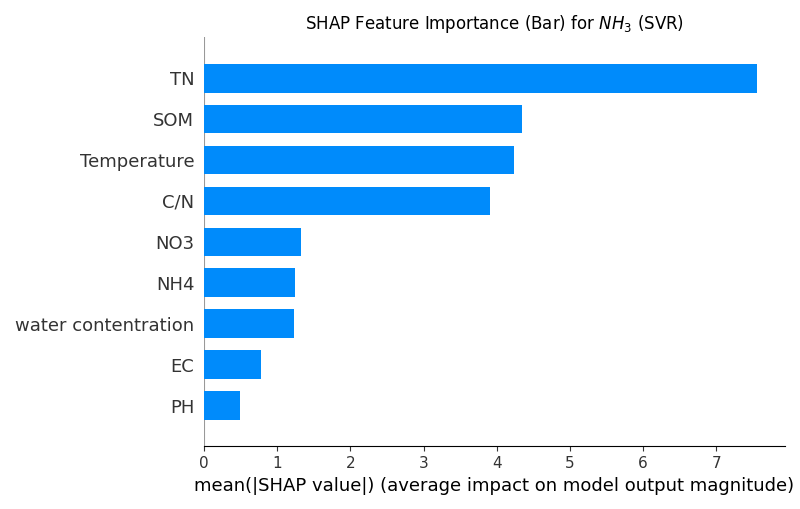 SHAP Feature Importance (Bar) for $NH_3$ (SVR)
TN
SOM
Temperature
C/N
NO3
NH4
water contentration
EC
PH
0 1 2 3 4 5 6 7
mean(|SHAP value|) (average impact on model output magnitude)